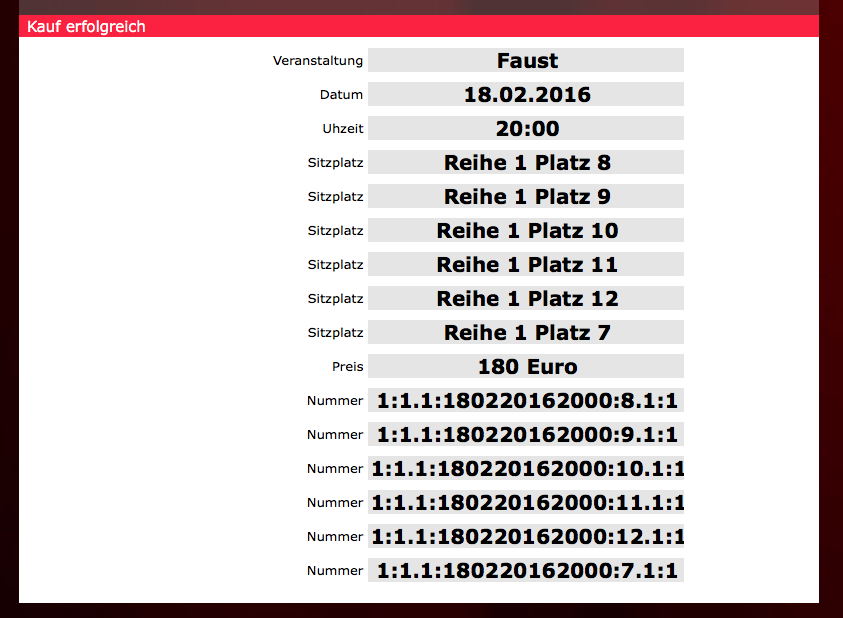 Kauf erfolgreich
Veranstaltung Faust
Datum 18.02.2016
Uhzeit 20:00
Sitzplatz Reihe 1 Platz 8
Sitzplatz Reihe 1 Platz 9
Sitzplatz Reihe 1 Platz 10
Sitzplatz Reihe 1 Platz 11
Sitzplatz Reihe 1 Platz 12
Sitzplatz Reihe 1 Platz 7
Preis 180 Euro
Nummer 1:1.1:180220162000:8.1:1
Nummer 1:1.1:180220162000:9.1:1
Nummer 1:1.1:180220162000:10.1:1
Nummer 1:1.1:180220162000:11.1:1
Nummer 1:1.1:180220162000:12.1:1
Nummer 1:1.1:180220162000:7.1:1